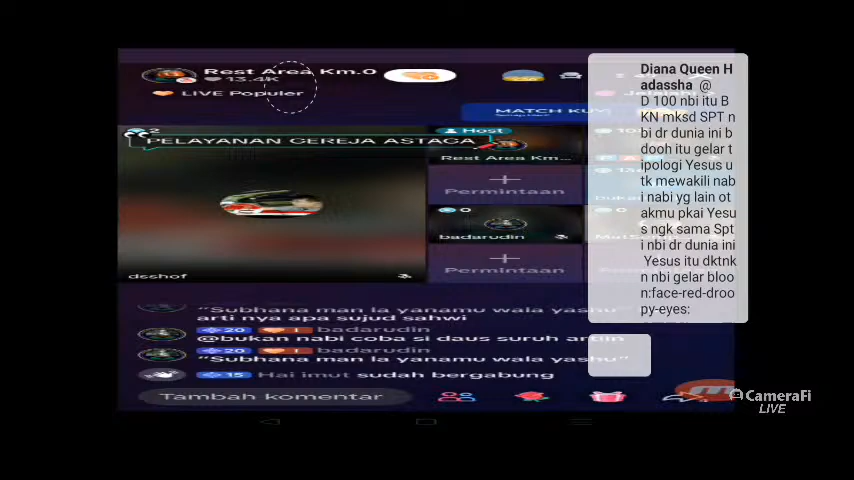 Rest Area Km.0
13.4K
LIVE Populer
MATCH KUY
2
PELAYANAN GEREJA ASTAGA
Host
Rest Area Km...
Permintaan
0
badarudin
Permintaan
dsshof
"Subhana man la yanamu wala yashu"
arti nya apa sujud sahwi
20 1 badarudin
@bukan nabi coba si daus suruh artiin
20 1 badarudin
"Subhana man la yanamu wala yashu"
15 Hai imut sudah bergabung
Tambah komentar
Diana Queen H
adassha @
D 100 nbi itu B
KN mksd SPT n
bi dr dunia ini b
dooh itu gelar t
ipologi Yesus u
tk mewakili nab
i nabi yg lain ot
akmu pkai Yesu
s ngk sama Spt
i nbi dr dunia ini
Yesus itu dktnk
n nbi gelar bloo
n:face-red-droo
py-eyes:
CameraFi
LIVE